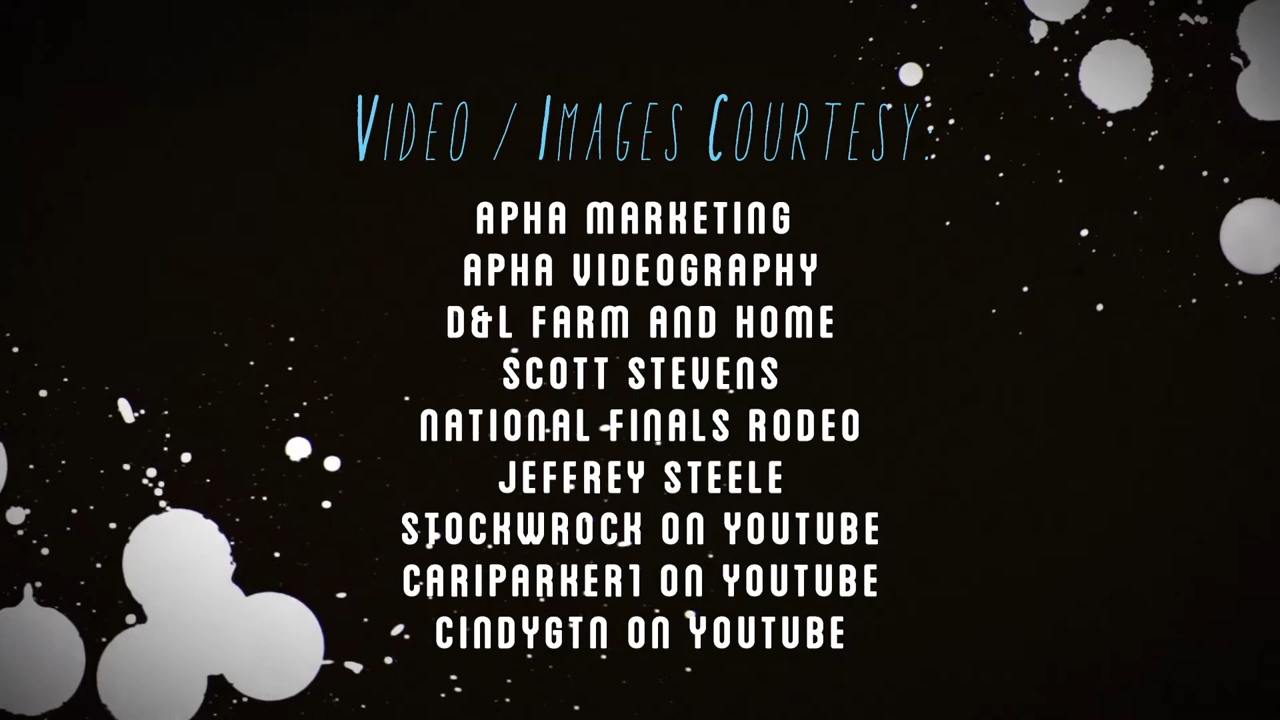 Video / Images Courtesy:
APHA MARKETING
APHA VIDEOGRAPHY
D&L FARM AND HOME
SCOTT STEVENS
NATIONAL FINALS RODEO
JEFFREY STEELE
STOCKWROCK ON YOUTUBE
CARIPARKER1 ON YOUTUBE
CINDYGTN ON YOUTUBE